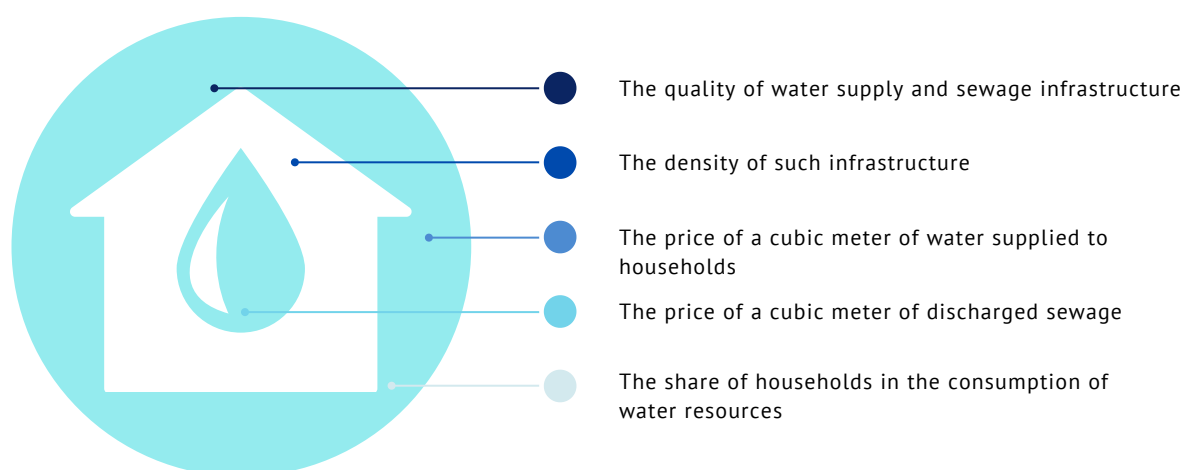 The quality of water supply and sewage infrastructure
The density of such infrastructure
The price of a cubic meter of water supplied to
households
The price of a cubic meter of discharged sewage
The share of households in the consumption of
water resources